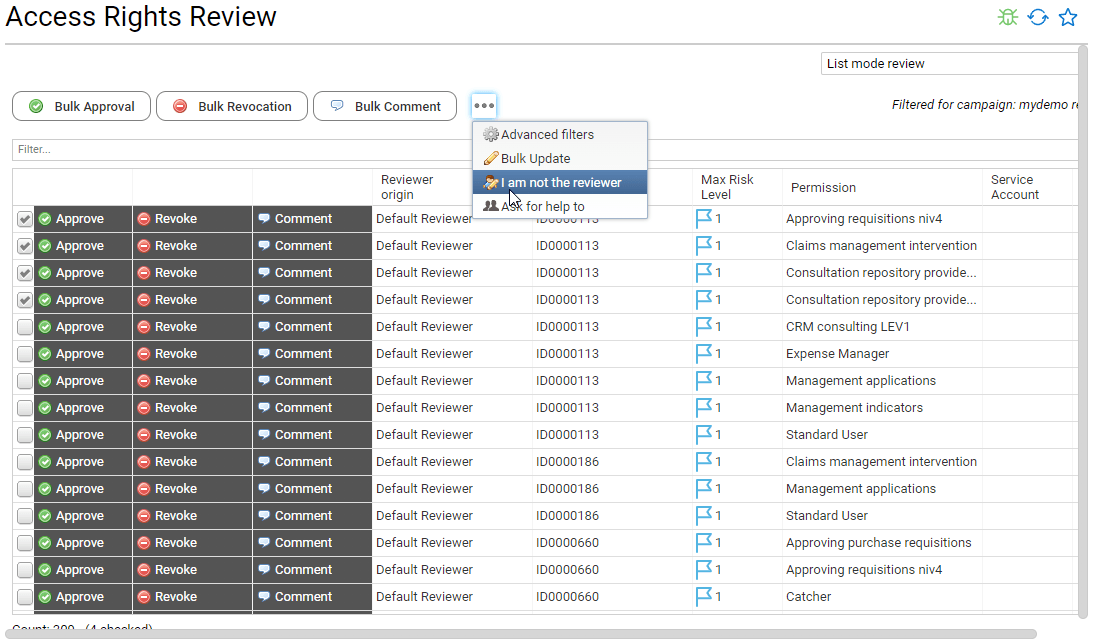 Access Rights Review
List mode review
Bulk Approval Bulk Revocation Bulk Comment
Filtered for campaign: mydemo re
Filter...
Advanced filters
Bulk Update
I am not the reviewer
Ask for help to
Reviewer origin Max Risk Level Permission Service Account
Approve Revoke Comment Default Reviewer ID0000113 1 Approving requisitions niv4
Approve Revoke Comment Default Reviewer ID0000113 1 Claims management intervention
Approve Revoke Comment Default Reviewer ID0000113 1 Consultation repository provide...
Approve Revoke Comment Default Reviewer ID0000113 1 Consultation repository provide...
Approve Revoke Comment Default Reviewer ID0000113 1 CRM consulting LEV1
Approve Revoke Comment Default Reviewer ID0000113 1 Expense Manager
Approve Revoke Comment Default Reviewer ID0000113 1 Management applications
Approve Revoke Comment Default Reviewer ID0000113 1 Management indicators
Approve Revoke Comment Default Reviewer ID0000113 1 Standard User
Approve Revoke Comment Default Reviewer ID0000186 1 Claims management intervention
Approve Revoke Comment Default Reviewer ID0000186 1 Management applications
Approve Revoke Comment Default Reviewer ID0000186 1 Standard User
Approve Revoke Comment Default Reviewer ID0000660 1 Approving purchase requisitions
Approve Revoke Comment Default Reviewer ID0000660 1 Approving requisitions niv4
Approve Revoke Comment Default Reviewer ID0000660 1 Catcher
(4 checked)